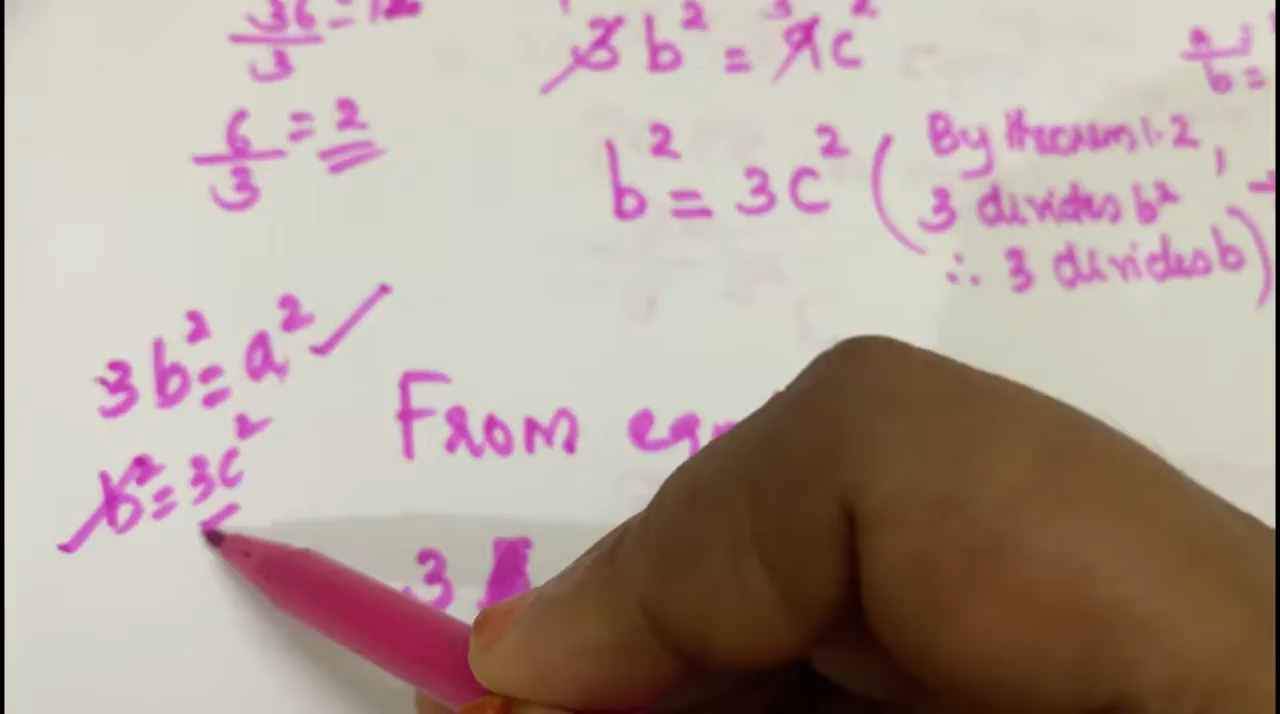 6/3 = 2
3b² = 9c²
b² = 3c² (By theorem 1.2,
3 divides b²
∴ 3 divides b)
3b² = a²
b² = 3c²
From
3